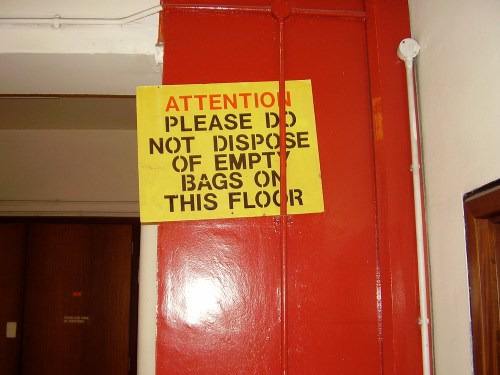 ATTENTION
PLEASE DO
NOT DISPOSE
OF EMPTY
BAGS ON
THIS FLOOR